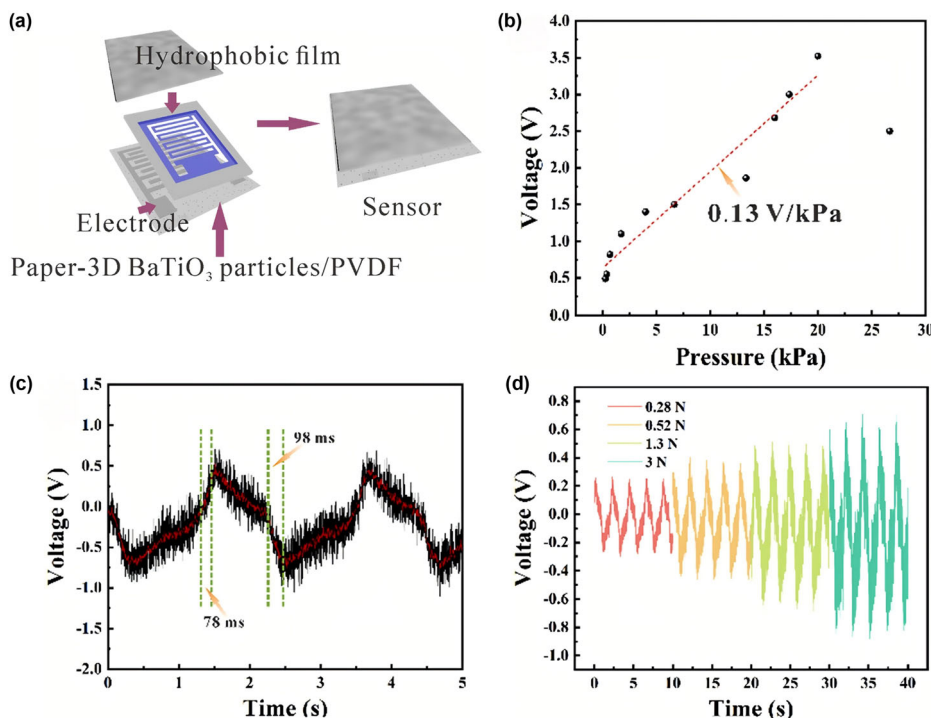 (a)
Hydrophobic film
Electrode
Sensor
Paper-3D BaTiO₃ particles/PVDF
(b)
4.0
3.5
3.0
2.5
2.0
1.5
1.0
0.5
0.0
Voltage (V)
0.13 V/kPa
0 5 10 15 20 25 30
Pressure (kPa)
(c)
1.5
1.0
0.5
0.0
-0.5
-1.0
-1.5
-2.0
Voltage (V)
98 ms
78 ms
0 1 2 3 4 5
Time (s)
(d)
0.8
0.6
0.4
0.2
0.0
-0.2
-0.4
-0.6
-0.8
-1.0
Voltage (V)
0.28 N
0.52 N
1.3 N
3 N
0 5 10 15 20 25 30 35 40
Time (s)